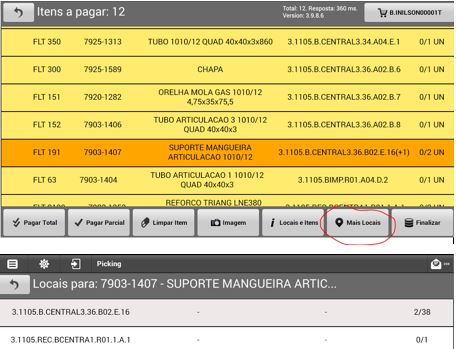 Itens a pagar: 12
Total: 12. Resposta: 360 ms.
Version: 3.9.8.6
B.INILSON00001T
FLT 350 7925-1313 TUBO 1010/12 QUAD 40x40x3x860 3.1105.B.CENTRAL3.34.A04.E.1 0/1 UN
FLT 300 7925-1589 CHAPA 3.1105.B.CENTRAL3.36.A02.B.6 0/1 UN
FLT 151 7920-1282 ORELHA MOLA GAS 1010/12 4,75x35x75,5 3.1105.B.CENTRAL3.36.A02.B.7 0/1 UN
FLT 152 7903-1406 TUBO ARTICULACAO 3 1010/12 QUAD 40x40x3 3.1105.B.CENTRAL3.36.A02.B.8 0/1 UN
FLT 191 7903-1407 SUPORTE MANGUEIRA ARTICULACAO 1010/12 3.1105.B.CENTRAL3.36.B02.E.16(+1) 0/2 UN
FLT 63 7903-1404 TUBO ARTICULACAO 1 1010/12 QUAD 40x40x3 3.1105.BIMP.R01.A04.D.2 0/1 UN
REFORCO TRIANG LNE380
Pagar Total Pagar Parcial Limpar Item Imagem Locais e Itens Mais Locais Finalizar
Picking
Locais para: 7903-1407 - SUPORTE MANGUEIRA ARTIC...
3.1105.B.CENTRAL3.36.B02.E.16 - - 2/38
3.1105.REC.BCENTRA1.R01.1.A.1 - - 0/1